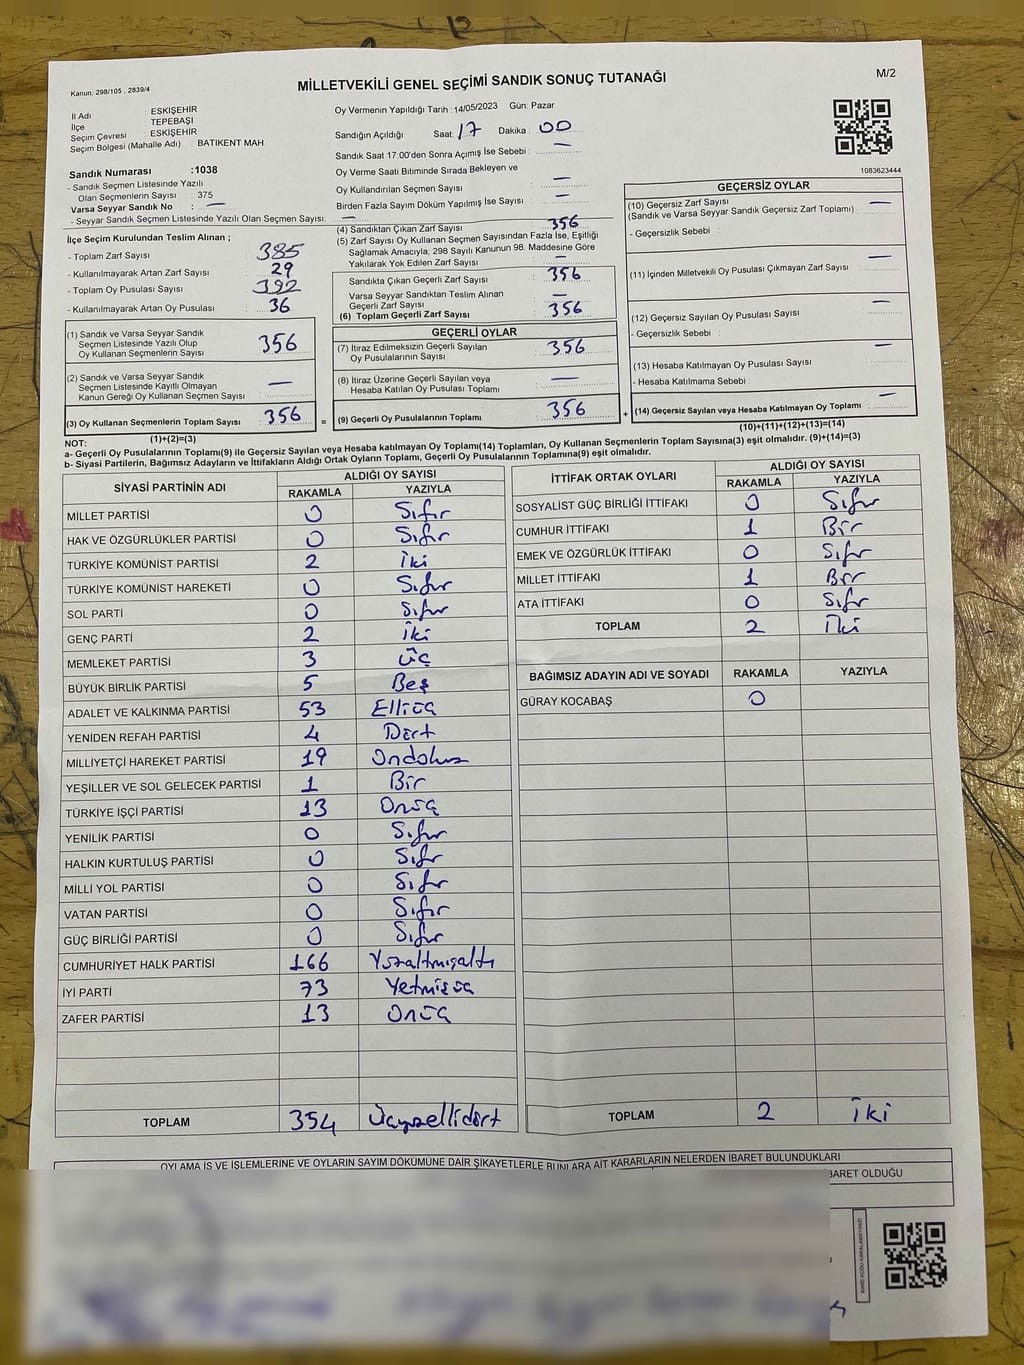 MİLLETVEKİLİ GENEL SEÇİMİ SANDIK SONUÇ TUTANAĞI
M/2
Kanun: 298/105 , 2839/4
İl Adı : ESKİŞEHİR
İlçe : TEPEBAŞI
Seçim Çevresi : ESKİŞEHİR
Seçim Bölgesi (Mahalle Adı) : BATIKENT MAH
Sandık Numarası :1038
- Sandık Seçmen Listesinde Yazılı
Olan Seçmenlerin Sayısı : 375
Varsa Seyyar Sandık No : —
- Seyyar Sandık Seçmen Listesinde Yazılı Olan Seçmen Sayısı: —
İlçe Seçim Kurulundan Teslim Alınan ;
- Toplam Zarf Sayısı 385
- Kullanılmayarak Artan Zarf Sayısı 29
- Toplam Oy Pusulası Sayısı 392
- Kullanılmayarak Artan Oy Pusulası 36
(1) Sandık ve Varsa Seyyar Sandık
Seçmen Listesinde Yazılı Olup
Oy Kullanan Seçmenlerin Sayısı 356
(2) Sandık ve Varsa Seyyar Sandık
Seçmen Listesinde Kayıtlı Olmayan
Kanun Gereği Oy Kullanan Seçmen Sayısı —
(3) Oy Kullanan Seçmenlerin Toplam Sayısı : 356 =
(1)+(2)=(3)
Oy Vermenin Yapıldığı Tarih : 14/05/2023 Gün: Pazar
Sandığın Açıldığı Saat: 17 Dakika : 00
Sandık Saat 17:00'den Sonra Açımış İse Sebebi : —
Oy Verme Saati Bitiminde Sırada Bekleyen ve
Oy Kullandırılan Seçmen Sayısı : —
Birden Fazla Sayım Döküm Yapılmış İse Sayısı : —
(4) Sandıktan Çıkan Zarf Sayısı 356
(5) Zarf Sayısı Oy Kullanan Seçmen Sayısından Fazla İse, Eşitliği
Sağlamak Amacıyla, 298 Sayılı Kanunun 98. Maddesine Göre
Yakılarak Yok Edilen Zarf Sayısı : —
Sandıkta Çıkan Geçerli Zarf Sayısı : 356
Varsa Seyyar Sandıktan Teslim Alınan
Geçerli Zarf Sayısı : —
(6) Toplam Geçerli Zarf Sayısı : 356
GEÇERLİ OYLAR
(7) İtiraz Edilmeksizin Geçerli Sayılan
Oy Pusulasının Sayısı : 356
(8) İtiraz Üzerine Geçerli Sayılan veya
Hesaba Katılan Oy Pusulası Toplamı : —
(9) Geçerli Oy Pusulalarının Toplamı : 356 +
1083623444
GEÇERSİZ OYLAR
(10) Geçersiz Zarf Sayısı : —
(Sandık ve Varsa Seyyar Sandık Geçersiz Zarf Toplamı)
- Geçersizlik Sebebi :
(11) İçinden Milletvekili Oy Pusulası Çıkmayan Zarf Sayısı : —
(12) Geçersiz Sayılan Oy Pusulası Sayısı : —
- Geçersizlik Sebebi :
(13) Hesaba Katılmayan Oy Pusulası Sayısı : —
- Hesaba Katılmama Sebebi :
(14) Geçersiz Sayılan veya Hesaba Katılmayan Oy Toplamı : —
(10)+(11)+(12)+(13)=(14)
NOT:
a- Geçerli Oy Pusulalarının Toplamı(9) ile Geçersiz Sayılan veya Hesaba katılmayan Oy Toplamı(14) Toplamları, Oy Kullanan Seçmenlerin Toplam Sayısına(3) eşit olmalıdır. (9)+(14)=(3)
b- Siyasi Partilerin, Bağımsız Adayların ve İttifakların Aldığı Ortak Oyların Toplamı, Geçerli Oy Pusulalarının Toplamına(9) eşit olmalıdır.
SİYASİ PARTİNİN ADI ALDIĞI OY SAYISI
RAKAMLA YAZIYLA
MİLLET PARTİSİ 0 Sıfır
HAK VE ÖZGÜRLÜKLER PARTİSİ 0 Sıfır
TÜRKİYE KOMÜNİST PARTİSİ 2 İki
TÜRKİYE KOMÜNİST HAREKETİ 0 Sıfır
SOL PARTİ 0 Sıfır
GENÇ PARTİ 2 İki
MEMLEKET PARTİSİ 3 Üç
BÜYÜK BİRLİK PARTİSİ 5 Beş
ADALET VE KALKINMA PARTİSİ 53 Elliüç
YENİDEN REFAH PARTİSİ 4 Dört
MİLLİYETÇİ HAREKET PARTİSİ 19 Ondokuz
YEŞİLLER VE SOL GELECEK PARTİSİ 1 Bir
TÜRKİYE İŞÇİ PARTİSİ 13 Onüç
YENİLİK PARTİSİ 0 Sıfır
HALKIN KURTULUŞ PARTİSİ 0 Sıfır
MİLLİ YOL PARTİSİ 0 Sıfır
VATAN PARTİSİ 0 Sıfır
GÜÇ BİRLİĞİ PARTİSİ 0 Sıfır
CUMHURİYET HALK PARTİSİ 166 Yüzaltmışaltı
İYİ PARTİ 73 Yetmişüç
ZAFER PARTİSİ 13 Onüç
TOPLAM 354 Üçyüzellidört
İTTİFAK ORTAK OYLARI ALDIĞI OY SAYISI
RAKAMLA YAZIYLA
SOSYALİST GÜÇ BİRLİĞİ İTTİFAKI 0 Sıfır
CUMHUR İTTİFAKI 1 Bir
EMEK VE ÖZGÜRLÜK İTTİFAKI 0 Sıfır
MİLLET İTTİFAKI 1 Bir
ATA İTTİFAKI 0 Sıfır
TOPLAM 2 İki
BAĞIMSIZ ADAYIN ADI VE SOYADI RAKAMLA YAZIYLA
GÜRAY KOCABAŞ 0
TOPLAM 2 İki
OYLAMA İŞ VE İŞLEMLERİNE VE OYLARIN SAYIM DÖKÜMÜNE DAİR ŞİKAYETLERLE BUNLARA AİT KARARLARIN NELERDEN İBARET BULUNDUKLARI
BARET OLDUĞU